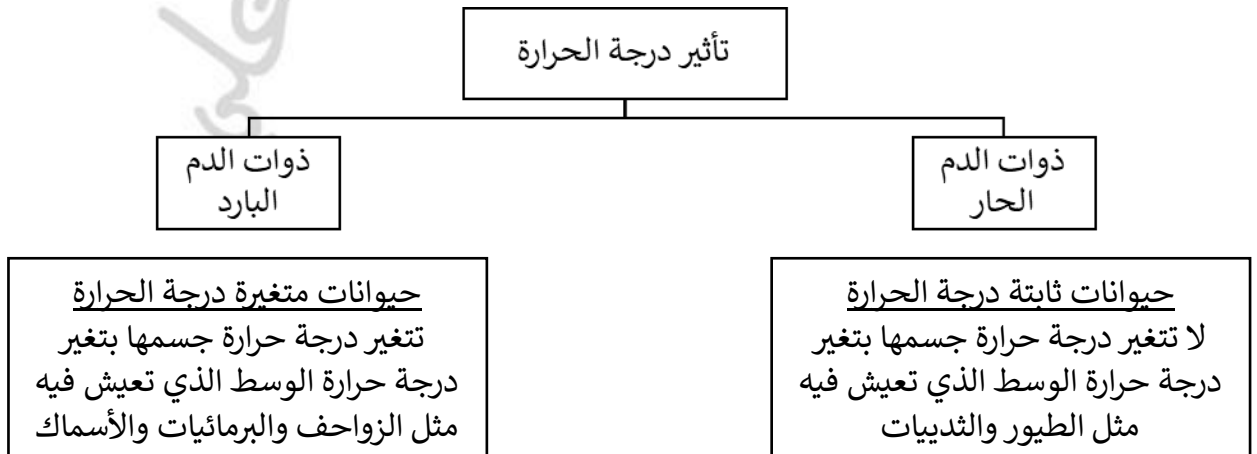 تأثير درجة الحرارة
ذوات الدم
الحار
ذوات الدم
البارد
حيوانات ثابتة درجة الحرارة
لا تتغير درجة حرارة جسمها بتغير
درجة حرارة الوسط الذي تعيش فيه
مثل الطيور والثدييات
حيوانات متغيرة درجة الحرارة
تتغير درجة حرارة جسمها بتغير
درجة حرارة الوسط الذي تعيش فيه
مثل الزواحف والبرمائيات والأسماك